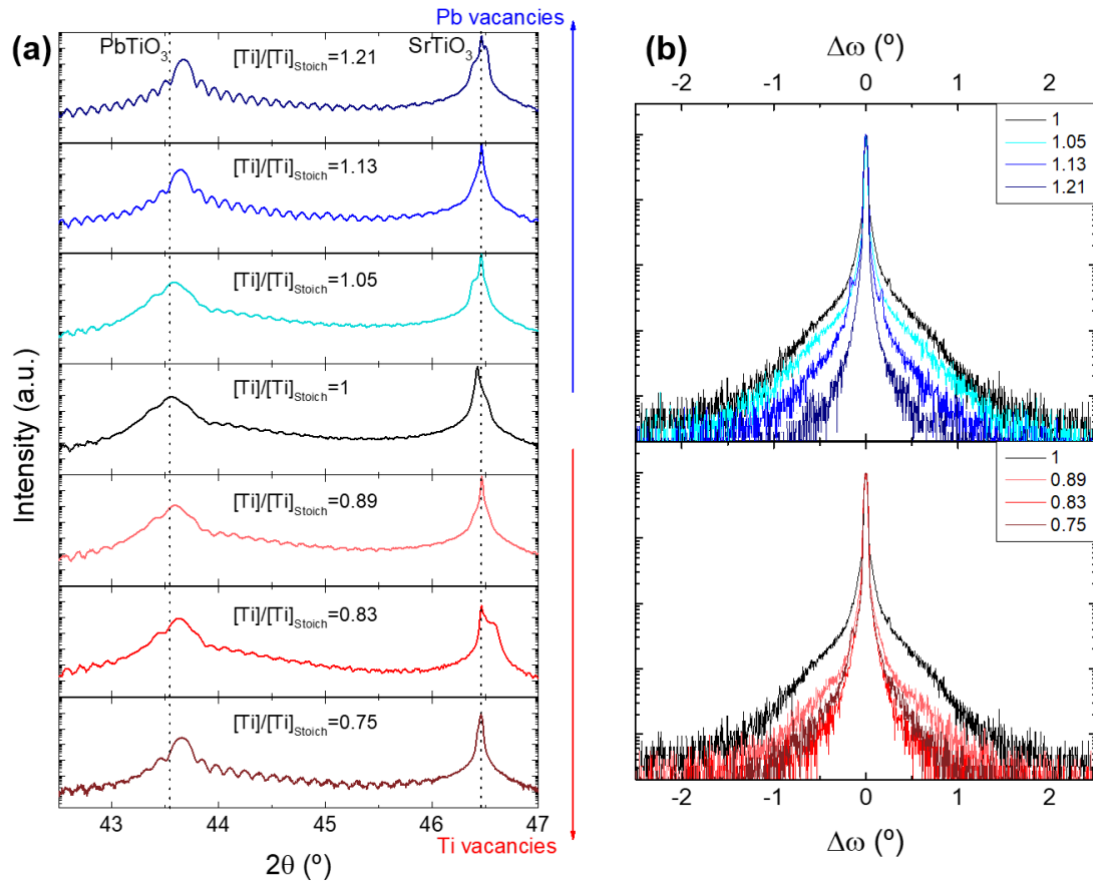 Pb vacancies
(a)
PbTiO3
SrTiO3
[Ti]/[Ti]Stoich=1.21
[Ti]/[Ti]Stoich=1.13
[Ti]/[Ti]Stoich=1.05
[Ti]/[Ti]Stoich=1
[Ti]/[Ti]Stoich=0.89
[Ti]/[Ti]Stoich=0.83
[Ti]/[Ti]Stoich=0.75
Intensity (a.u.)
43 44 45 46 47
2θ (º)
Ti vacancies
(b)
Δω (º)
-2 -1 0 1 2
1
1.05
1.13
1.21
1
0.89
0.83
0.75
-2 -1 0 1 2
Δω (º)